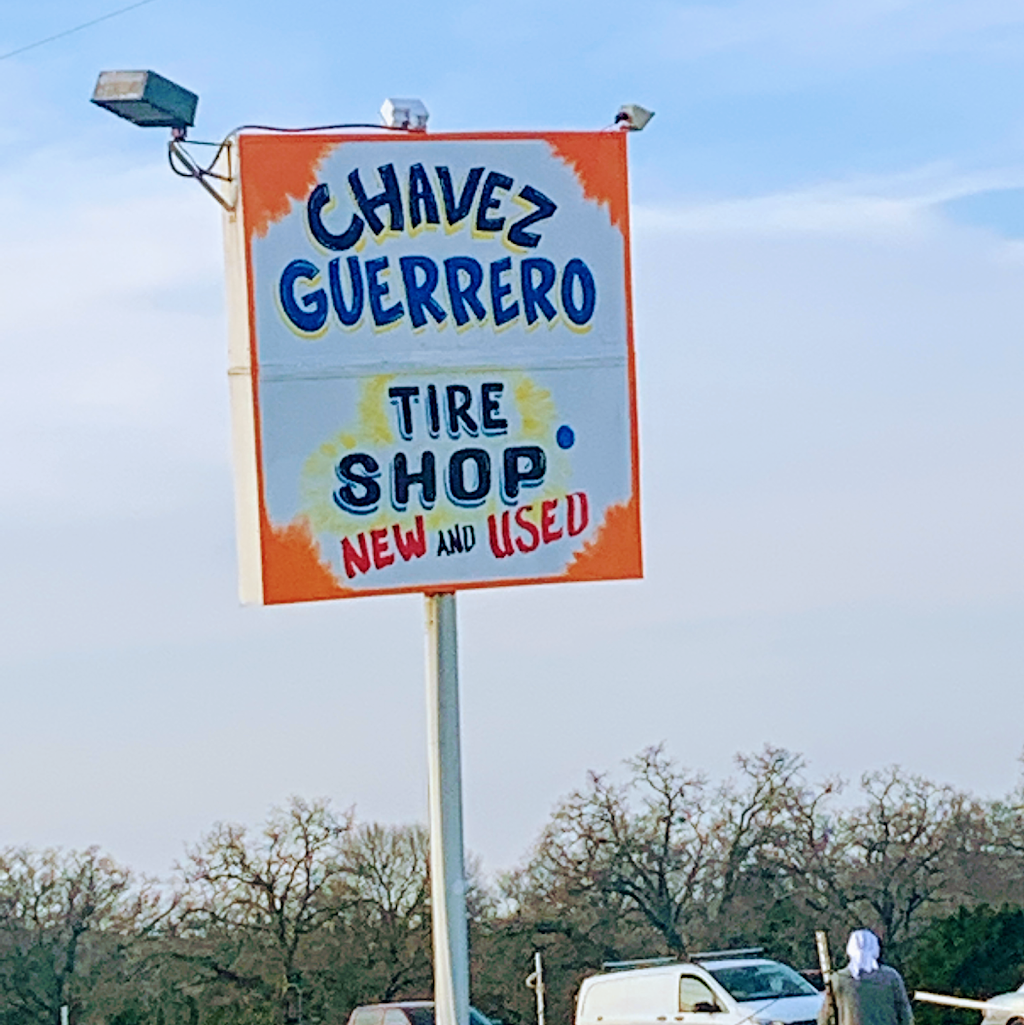 CHAVEZ
GUERRERO
TIRE
SHOP
NEW AND USED